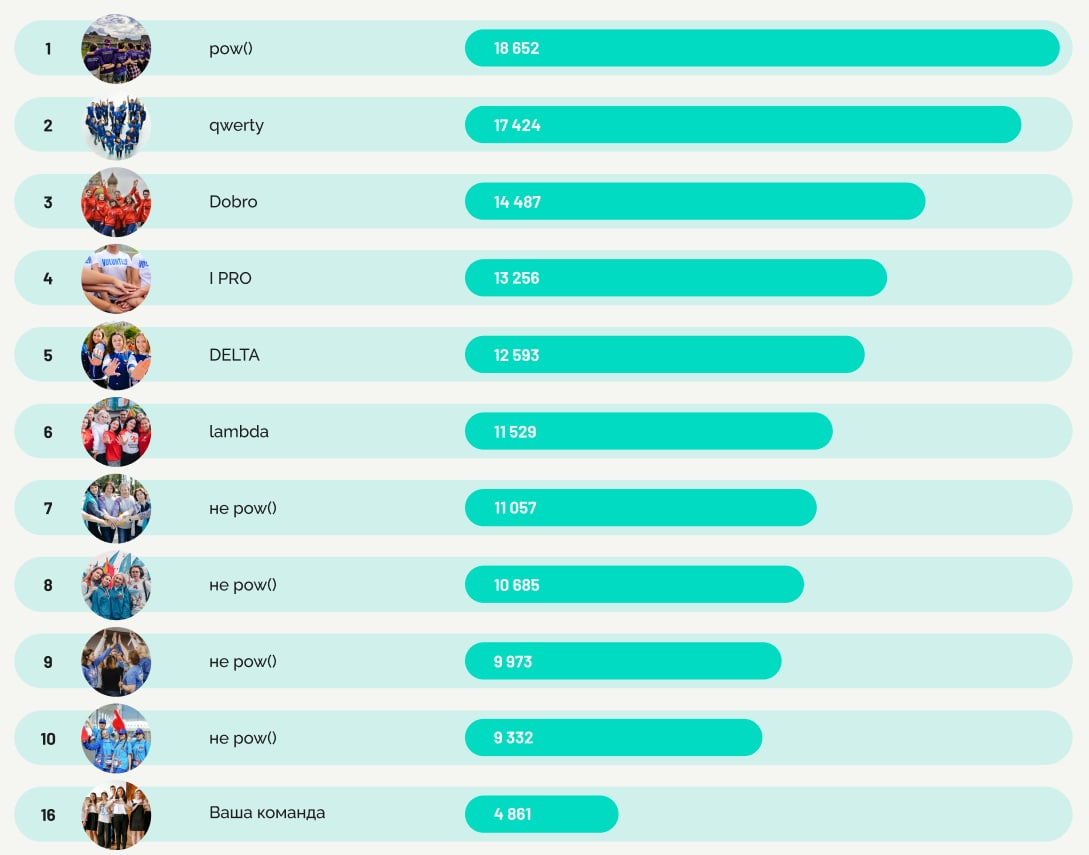 1 pow() 18 652
2 qwerty 17 424
3 Dobro 14 487
VOLUNTEER
4 I PRO 13 256
5 DELTA 12 593
6 lambda 11 529
7 не pow() 11 057
8 не pow() 10 685
9 не pow() 9 973
10 не pow() 9 332
16 Ваша команда 4 861